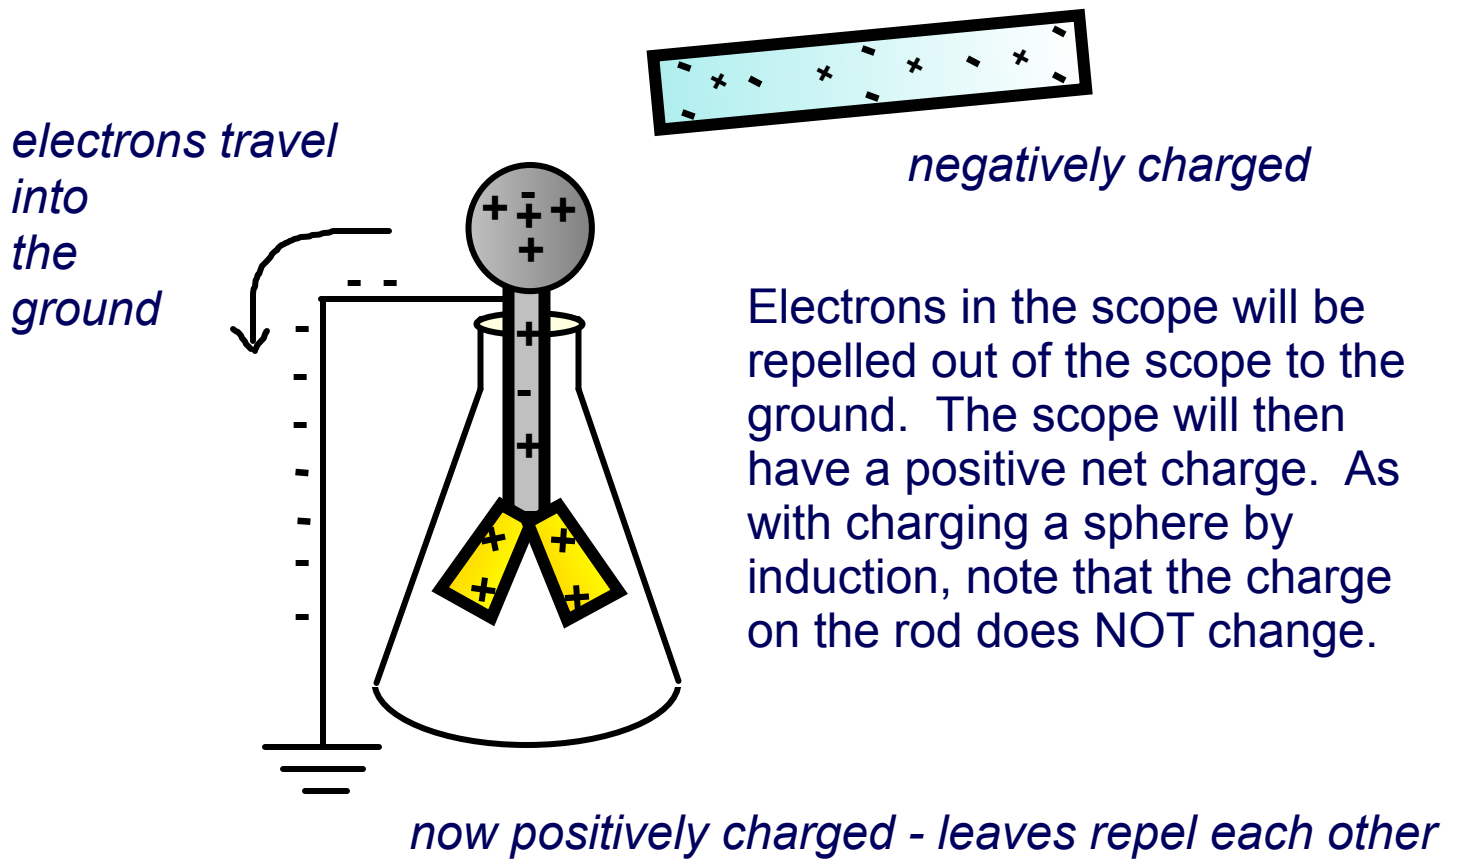 electrons travel
into
the
ground
negatively charged
Electrons in the scope will be
repelled out of the scope to the
ground. The scope will then
have a positive net charge. As
with charging a sphere by
induction, note that the charge
on the rod does NOT change.
now positively charged - leaves repel each other